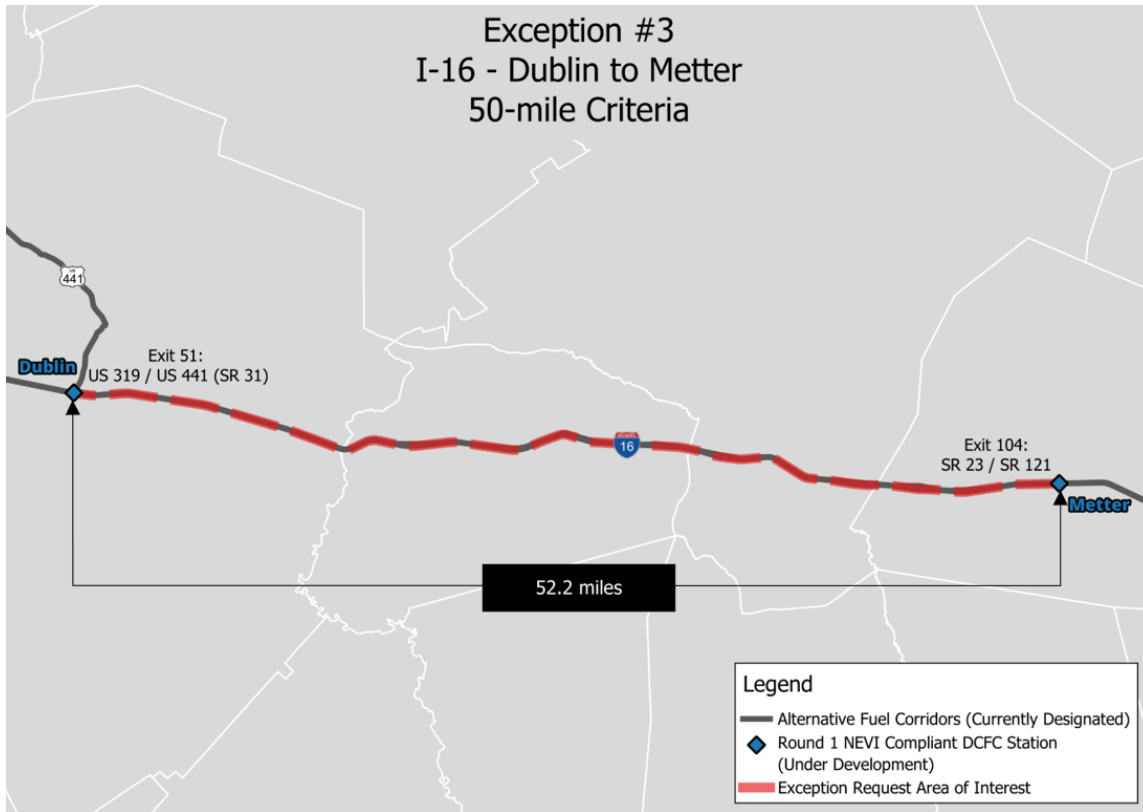 Exception #3
I-16 - Dublin to Metter
50-mile Criteria
US
441
Dublin
Exit 51:
US 319 / US 441 (SR 31)
16
Exit 104:
SR 23 / SR 121
Metter
52.2 miles
Legend
Alternative Fuel Corridors (Currently Designated)
Round 1 NEVI Compliant DCFC Station
(Under Development)
Exception Request Area of Interest